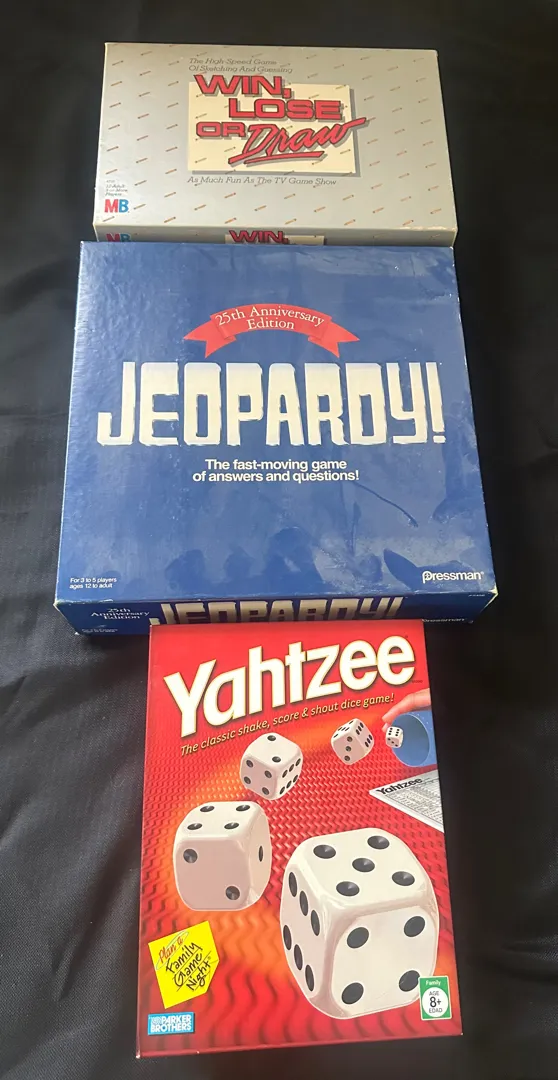 The High-Speed Game
Of Sketching And Guessing
WIN,
LOSE
OR Draw
As Much Fun As The TV Game Show
MB
MB
WIN,
25th Anniversary
Edition
JEOPARDY!
The fast-moving game
of answers and questions!
For 3 to 5 players
ages 12 to adult
Pressman®
25th
Anniversary
Edition
JEOPARDY!
Pressman
Yahtzee
The classic shake, score & shout dice game!
Yahtzee
Plan a
Family
Game
Night
PARKER
BROTHERS
Family
AGE
8+
EDAD